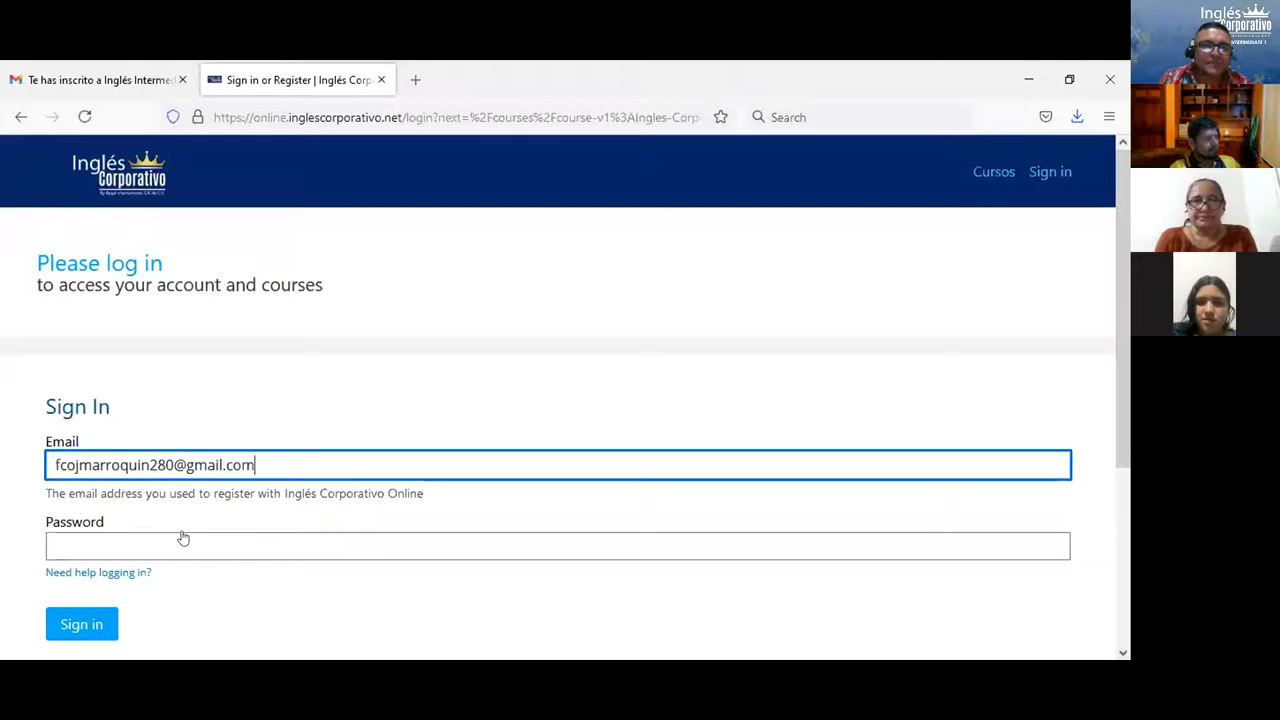 Te has inscrito a Inglés Intermed
Sign in or Register | Inglés Corp
https://online.inglescorporativo.net/login?next=%2Fcourses%2Fcourse-v1%3AIngles-Corp
Search
Inglés
Corporativo
Cursos
Sign in
Please log in
to access your account and courses
Sign In
Email
fcojmarroquin280@gmail.com
The email address you used to register with Inglés Corporativo Online
Password
Need help logging in?
Sign in
Inglés
Corporativo
INTERMEDIATE 1